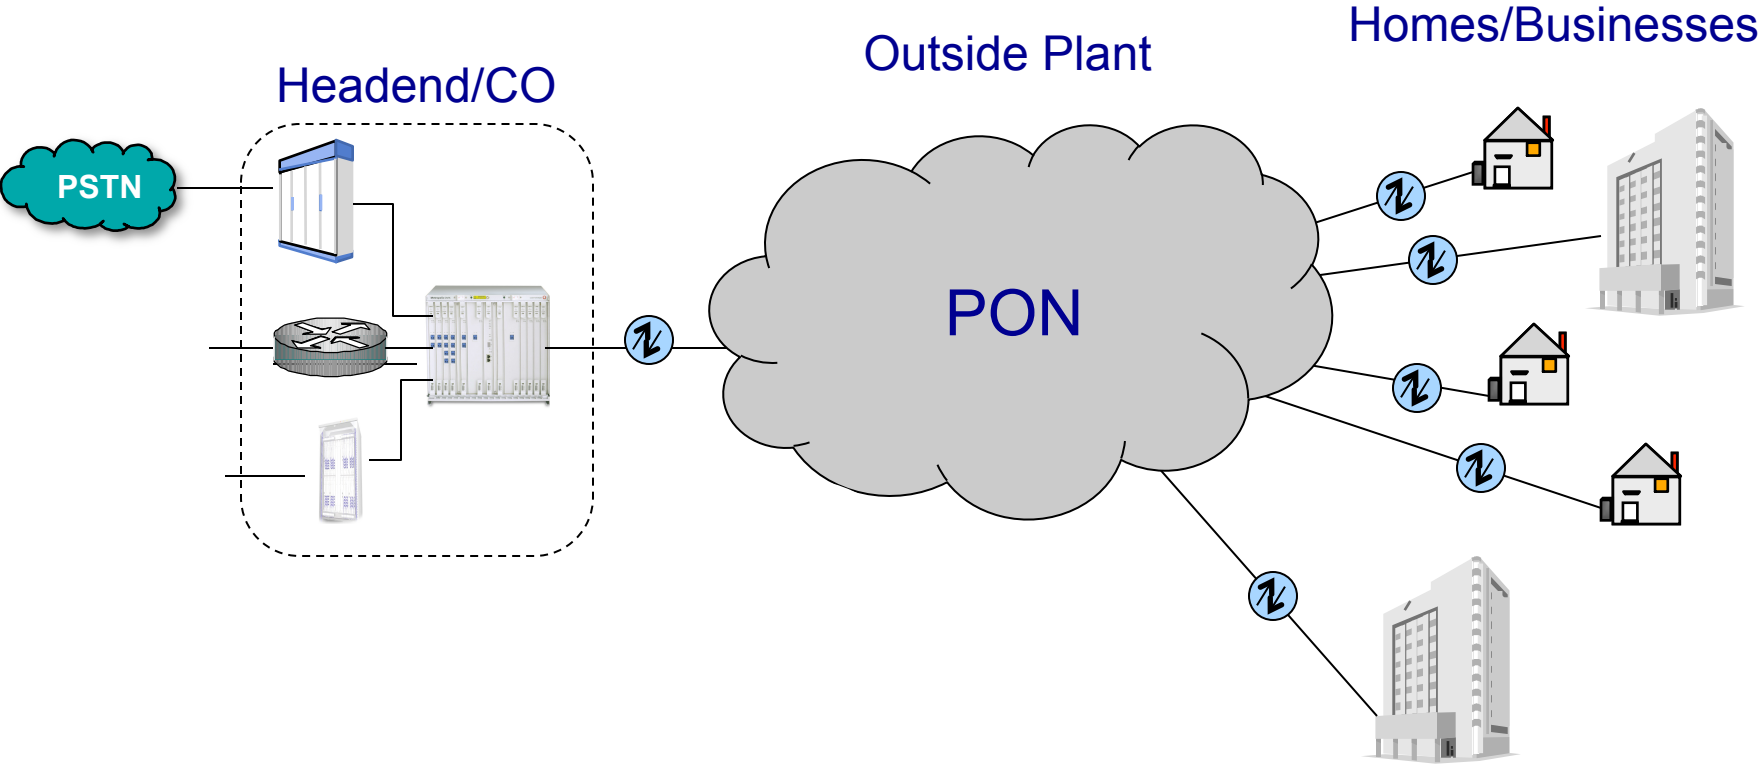 Homes/Businesses
Outside Plant
Headend/CO
PSTN
PON